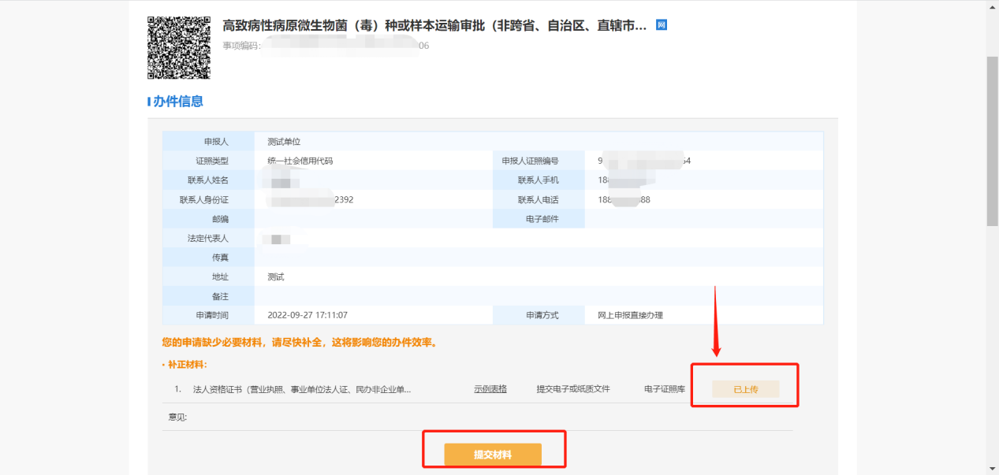 高致病性病原微生物菌（毒）种或样本运输审批（非跨省、自治区、直辖市... 网
事项编码: 06
办件信息
申报人 测试单位
证照类型 统一社会信用代码 申报人证照编号 9 64
联系人姓名 联系人手机 18
联系人身份证 2392 联系人电话 188 88
邮编 电子邮件
法定代表人
传真
地址 测试
备注
申请时间 2022-09-27 17:11:07 申请方式 网上申报直接办理
您的申请缺少必要材料，请尽快补全，这将影响您的办件效率。
• 补正材料：
1. 法人资格证书（营业执照、事业单位法人证、民办非企业单... 示例表格 提交电子或纸质文件 电子证照库 已上传
意见:
提交材料